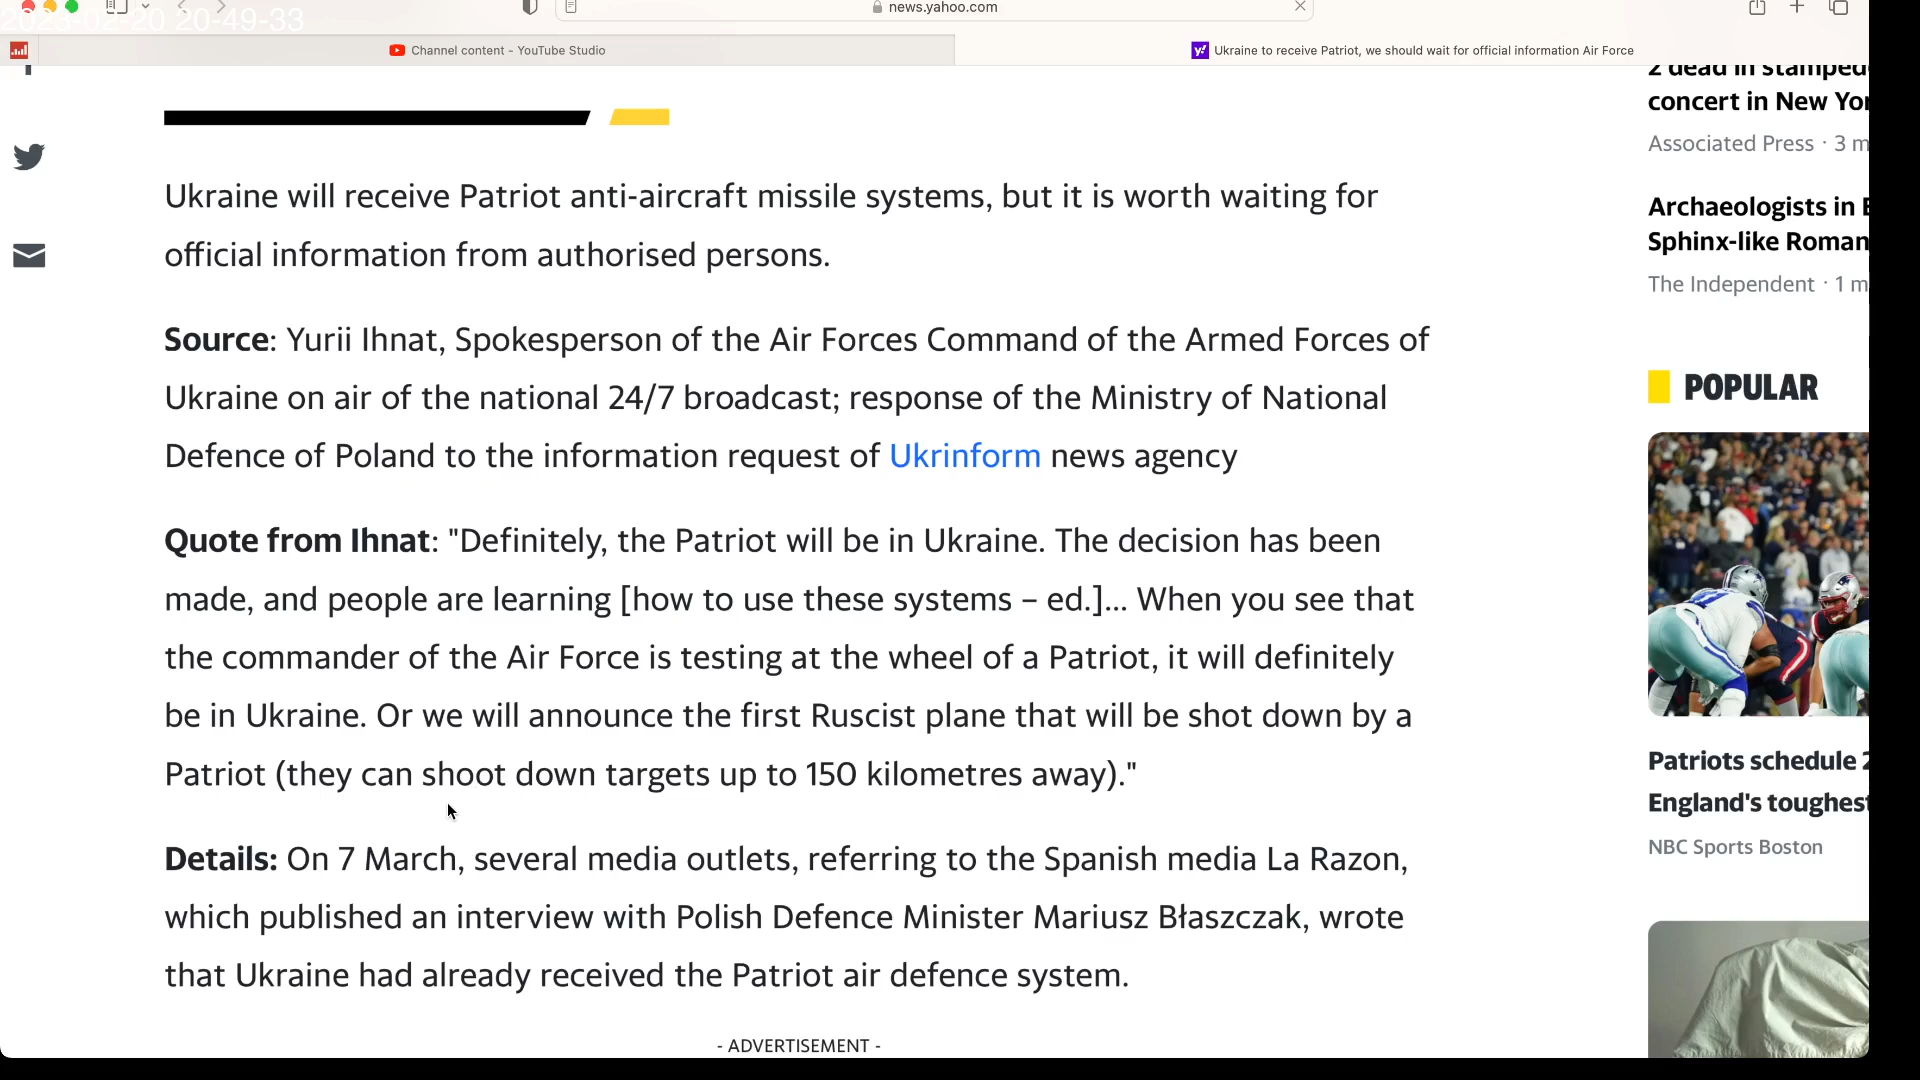 2023-02-20 20-49-33
news.yahoo.com
Channel content - YouTube Studio
Ukraine to receive Patriot, we should wait for official information Air Force
2 dead in stamped
concert in New Yor
Associated Press · 3 m
Archaeologists in E
Sphinx-like Roman
The Independent · 1 m
Ukraine will receive Patriot anti-aircraft missile systems, but it is worth waiting for
official information from authorised persons.
Source: Yurii Ihnat, Spokesperson of the Air Forces Command of the Armed Forces of
Ukraine on air of the national 24/7 broadcast; response of the Ministry of National
Defence of Poland to the information request of Ukrinform news agency
Quote from Ihnat: "Definitely, the Patriot will be in Ukraine. The decision has been
made, and people are learning [how to use these systems – ed.]... When you see that
the commander of the Air Force is testing at the wheel of a Patriot, it will definitely
be in Ukraine. Or we will announce the first Ruscist plane that will be shot down by a
Patriot (they can shoot down targets up to 150 kilometres away)."
Details: On 7 March, several media outlets, referring to the Spanish media La Razon,
which published an interview with Polish Defence Minister Mariusz Błaszczak, wrote
that Ukraine had already received the Patriot air defence system.
- ADVERTISEMENT -
POPULAR
Patriots schedule 2
England's toughest
NBC Sports Boston